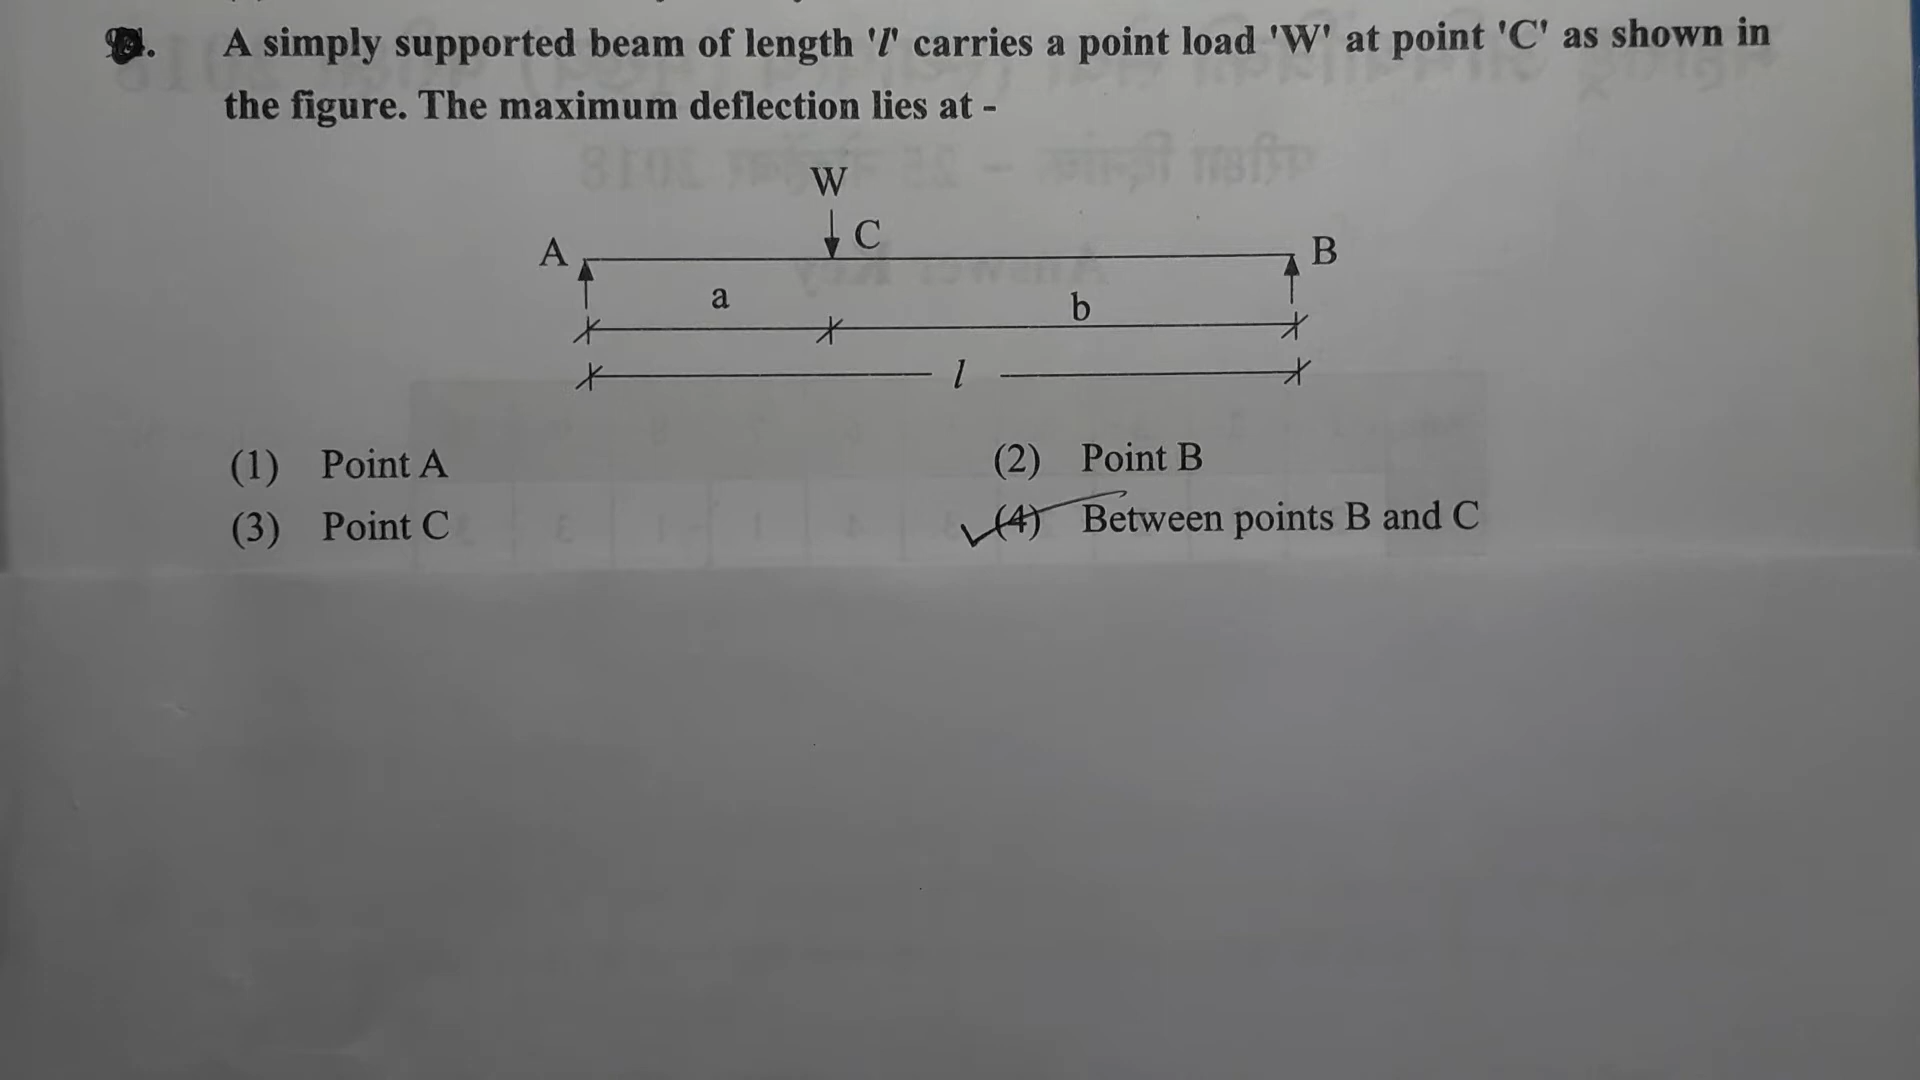 A simply supported beam of length 'l' carries a point load 'W' at point 'C' as shown in
the figure. The maximum deflection lies at -
W
C
A
B
a
b
l
(1) Point A
(2) Point B
(3) Point C
(4) Between points B and C